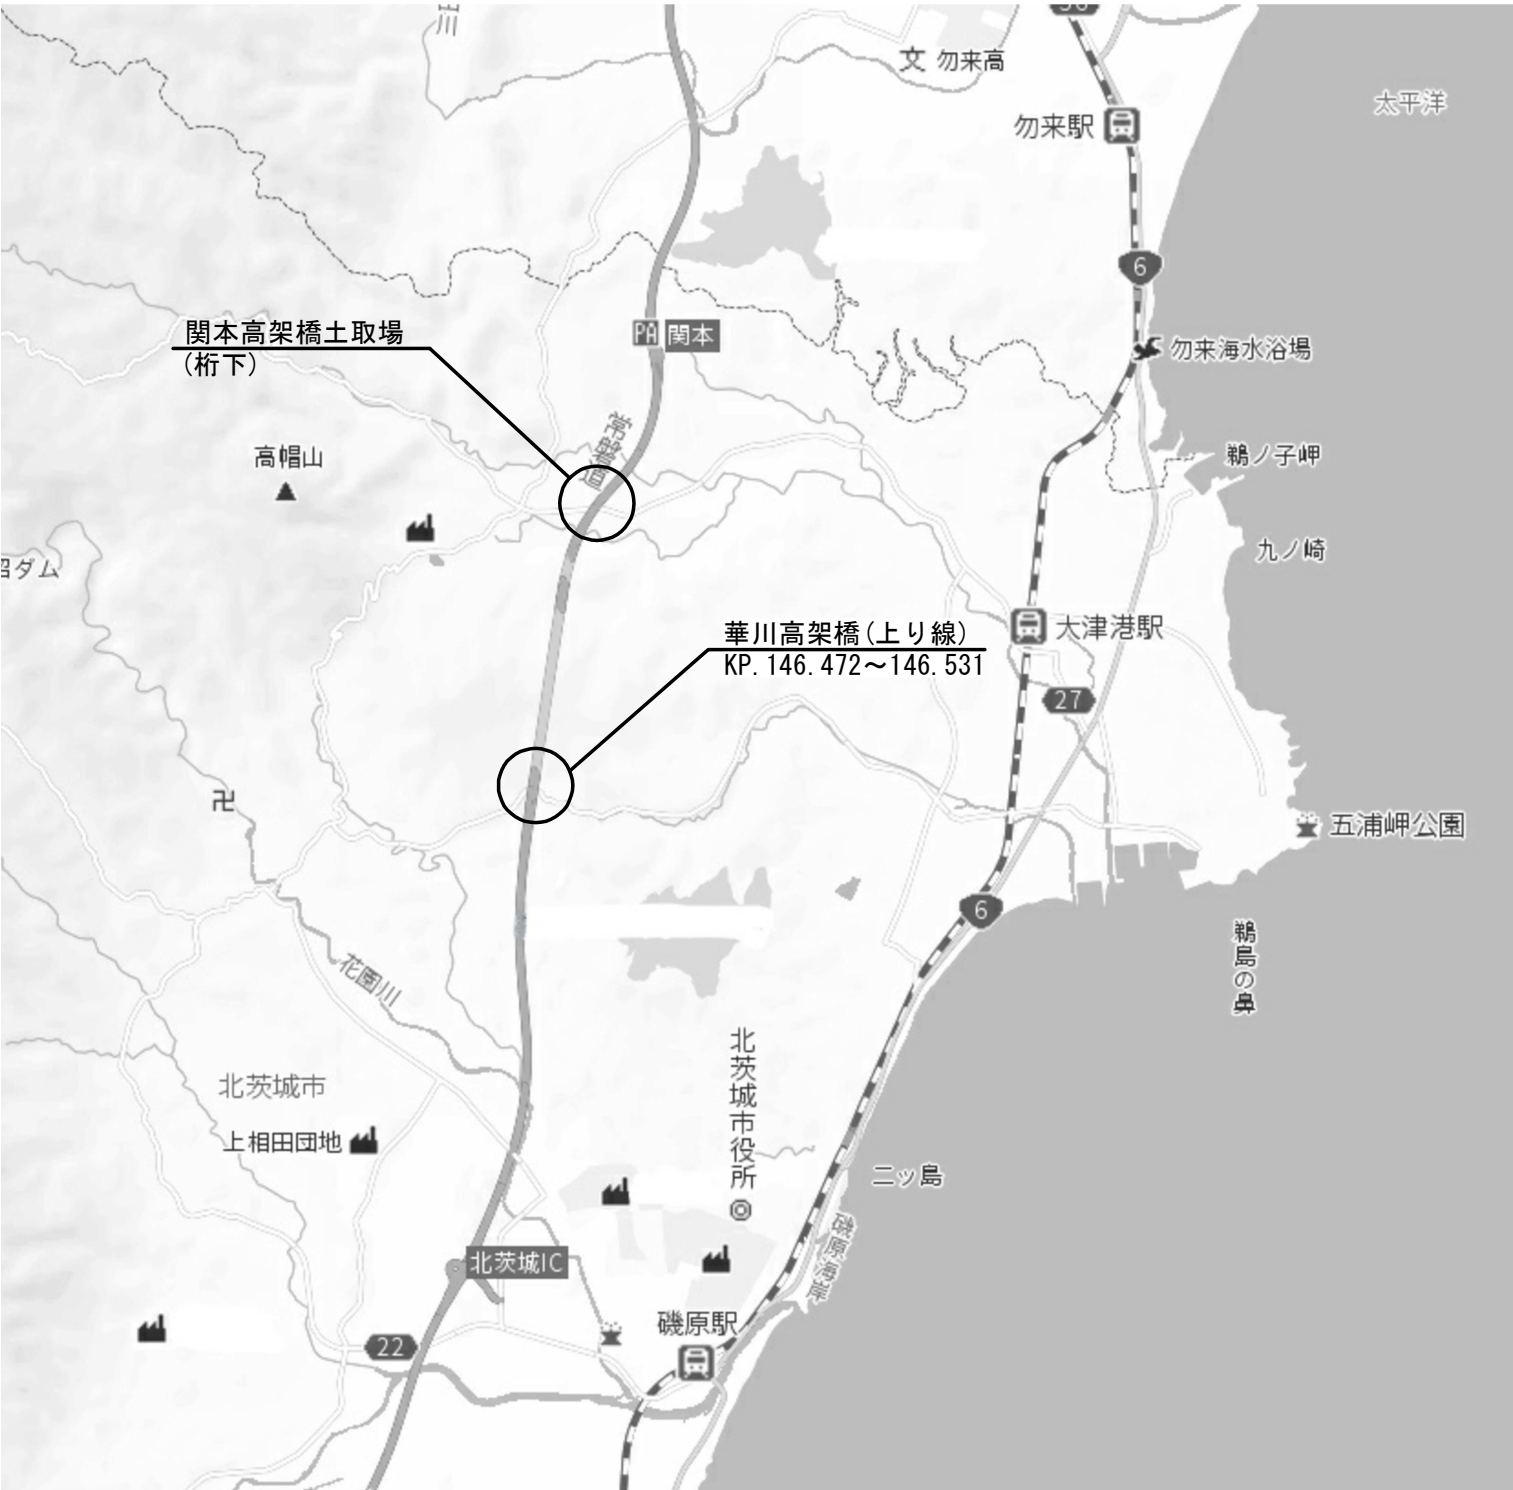 勿来高
太平洋
勿来駅
6
関本高架橋土取場
(桁下)
PA 関本
勿来海水浴場
常磐道
高帽山
鵜ノ子岬
九ノ崎
ダム
華川高架橋(上り線)
KP.146.472～146.531
大津港駅
27
五浦岬公園
6
鵜島の鼻
花園川
北茨城市役所
北茨城市
上相田団地
二ッ島
磯原海岸
北茨城IC
磯原駅
22